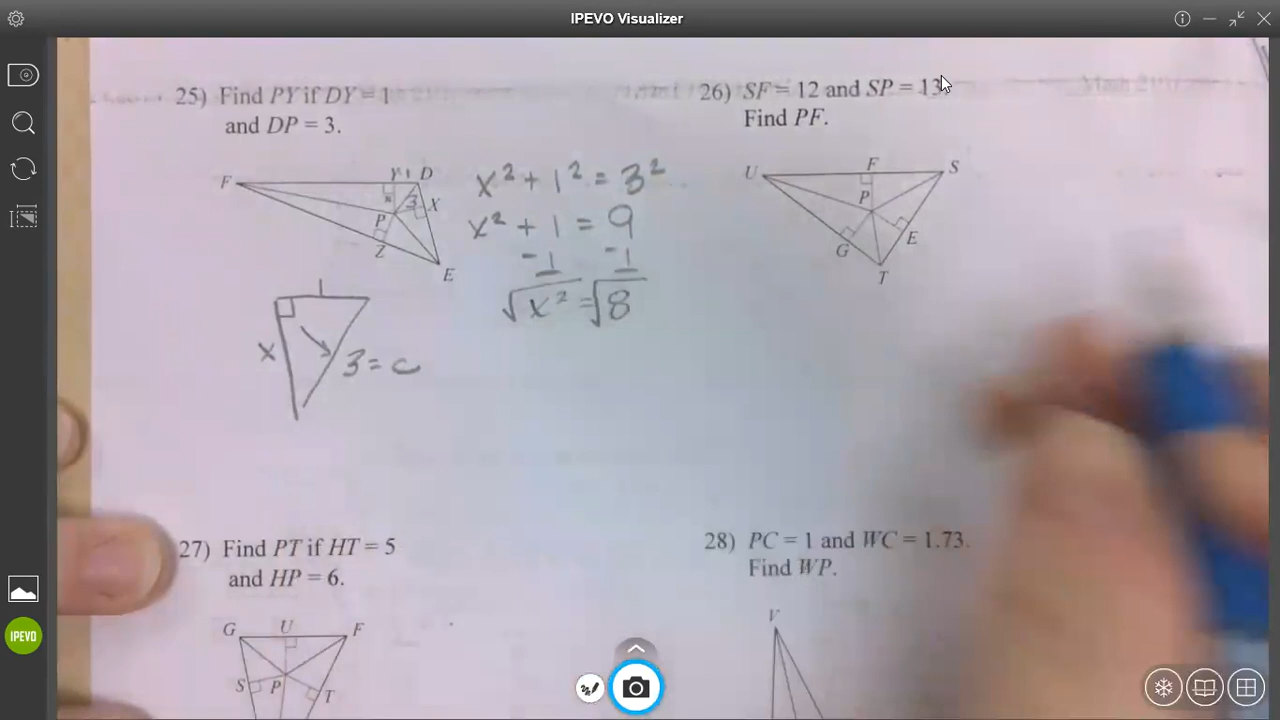 IPEVO Visualizer
25) Find PY if DY = 1
and DP = 3.
F
Y 1 D
x
3
X
P
Z
E
x² + 1² = 3²
x² + 1 = 9
-1 -1
√x² = √8
1
x
3 = c
26) SF = 12 and SP = 13
Find PF.
U
F
S
P
G
E
T
27) Find PT if HT = 5
and HP = 6.
G
U
F
S
P
T
28) PC = 1 and WC = 1.73.
Find WP.
V
IPEVO